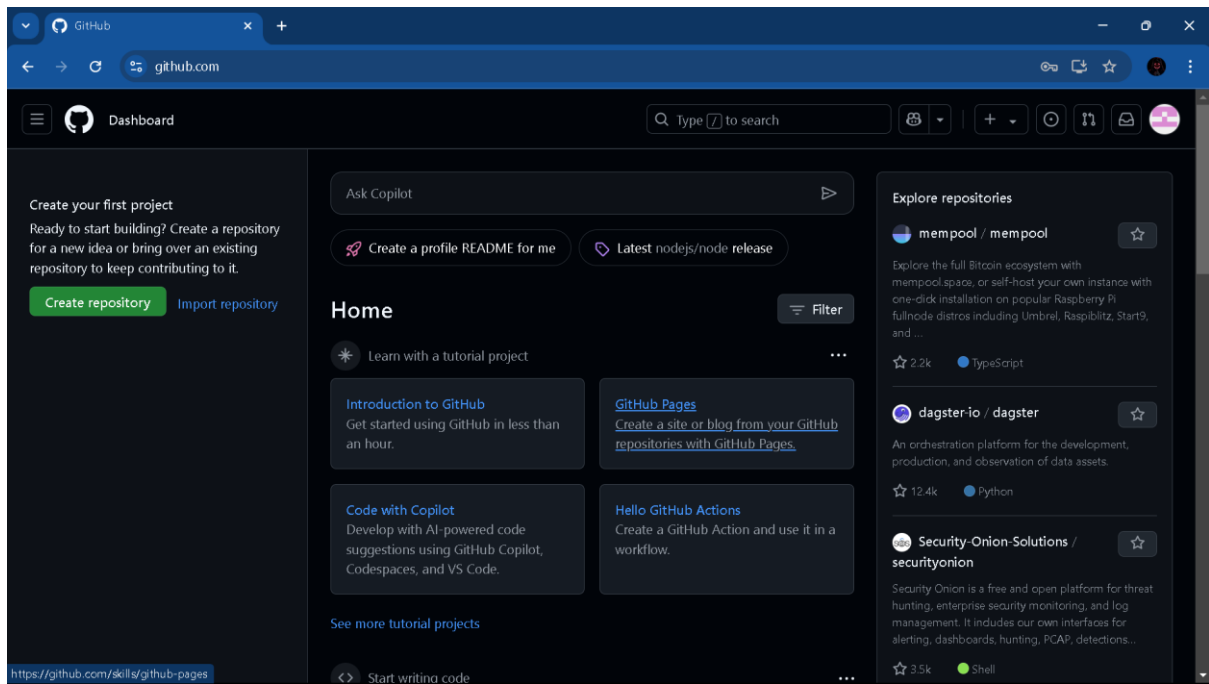 GitHub
github.com
Dashboard
Type / to search
Create your first project
Ready to start building? Create a repository
for a new idea or bring over an existing
repository to keep contributing to it.
Create repository
Import repository
Ask Copilot
Create a profile README for me
Latest nodejs/node release
Home
Filter
Learn with a tutorial project
Introduction to GitHub
Get started using GitHub in less than
an hour.
GitHub Pages
Create a site or blog from your GitHub
repositories with GitHub Pages.
Code with Copilot
Develop with AI-powered code
suggestions using GitHub Copilot,
Codespaces, and VS Code.
Hello GitHub Actions
Create a GitHub Action and use it in a
workflow.
See more tutorial projects
Start writing code
Explore repositories
mempool / mempool
Explore the full Bitcoin ecosystem with
mempool.space, or self-host your own instance with
one-click installation on popular Raspberry Pi
fullnode distros including Umbrel, Raspiblitz, Start9,
and ...
2.2k
TypeScript
dagster-io / dagster
An orchestration platform for the development,
production, and observation of data assets.
12.4k
Python
Security-Onion-Solutions /
securityonion
Security Onion is a free and open platform for threat
hunting, enterprise security monitoring, and log
management. It includes our own interfaces for
alerting, dashboards, hunting, PCAP, detections...
3.5k
Shell
https://github.com/skills/github-pages